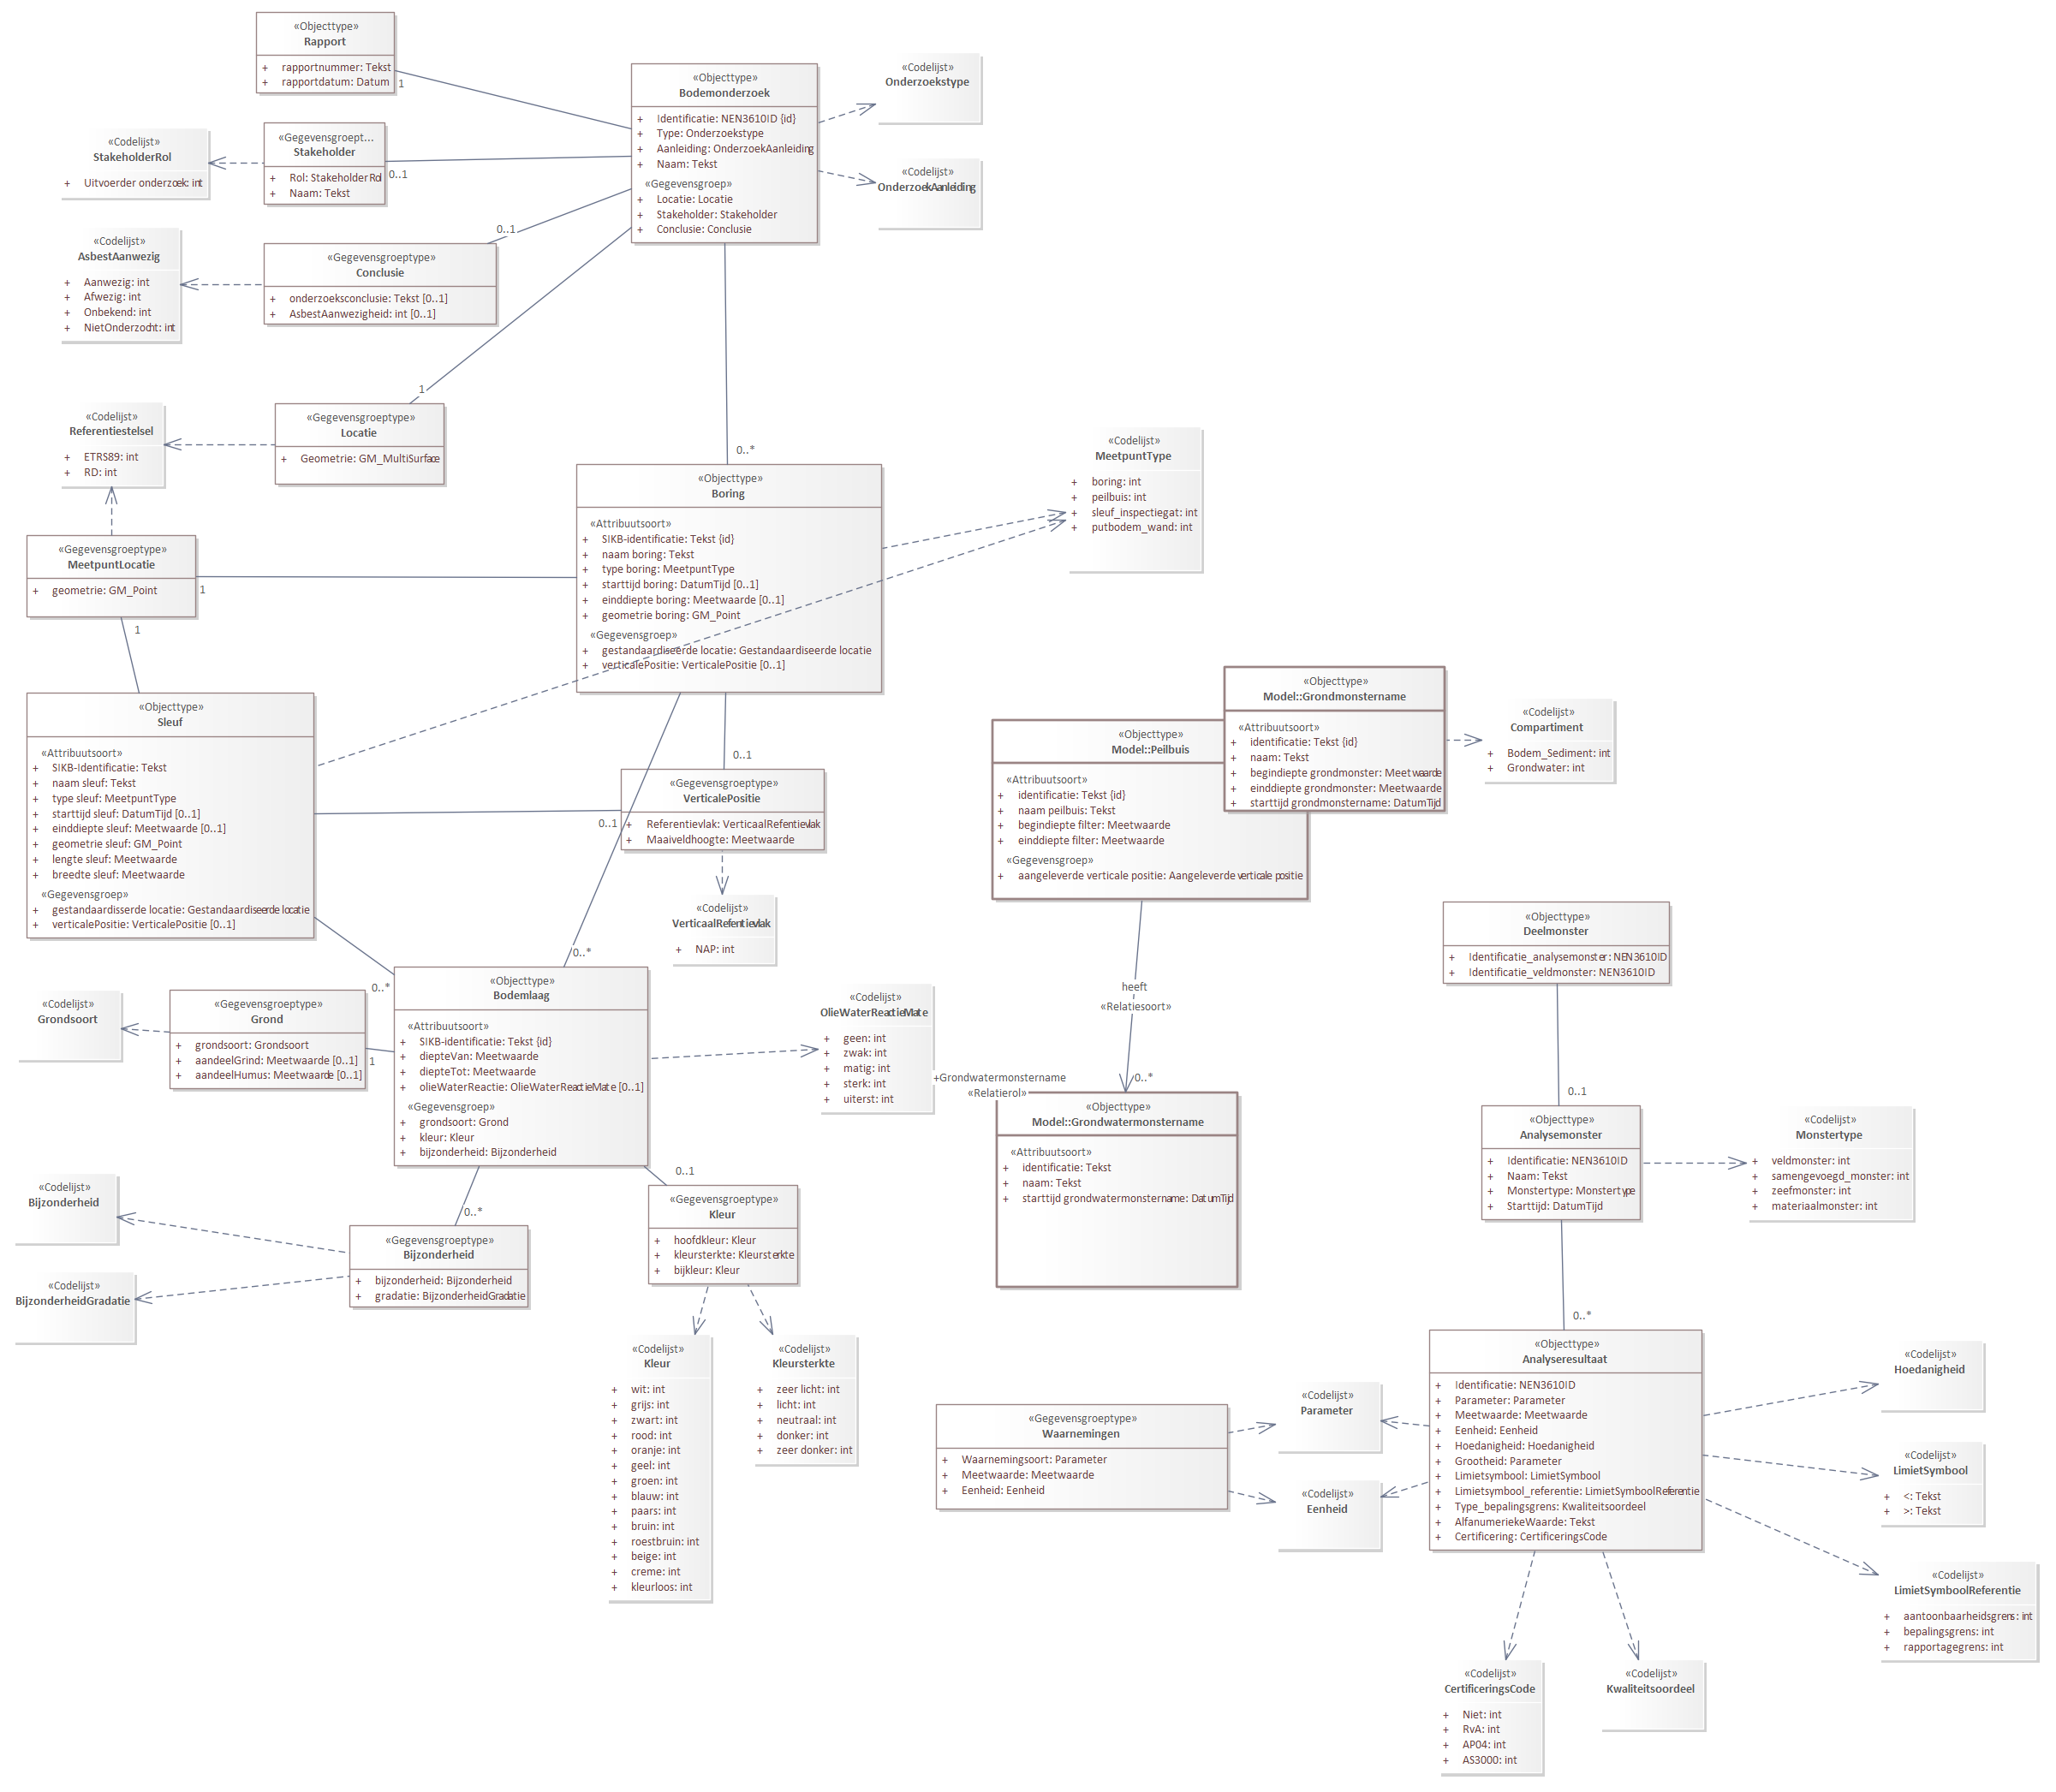 «Objecttype»
Rapport
+ rapportnummer: Tekst
+ rapportdatum: Datum
1
«Objecttype»
Bodemonderzoek
+ Identificatie: NEN3610ID {id}
+ Type: Onderzoekstype
+ Aanleiding: OnderzoekAanleiding
+ Naam: Tekst
«Gegevensgroep»
+ Locatie: Locatie
+ Stakeholder: Stakeholder
+ Conclusie: Conclusie
«Codelijst»
Onderzoekstype
«Codelijst»
OnderzoekAanleiding
«Codelijst»
StakeholderRol
+ Uitvoerder onderzoek: int
«Gegevensgroept...
Stakeholder
+ Rol: StakeholderRol
+ Naam: Tekst
0..1
«Codelijst»
AsbestAanwezig
+ Aanwezig: int
+ Afwezig: int
+ Onbekend: int
+ NietOnderzocht: int
0..1
«Gegevensgroeptype»
Conclusie
+ onderzoeksconclusie: Tekst [0..1]
+ AsbestAanwezigheid: int [0..1]
1
«Codelijst»
Referentiestelsel
+ ETRS89: int
+ RD: int
«Gegevensgroeptype»
Locatie
+ Geometrie: GM_MultiSurface
0..*
«Codelijst»
MeetpuntType
+ boring: int
+ peilbuis: int
+ sleuf_inspectiegat: int
+ putbodem_wand: int
«Objecttype»
Boring
«Attribuutsoort»
+ SIKB-identificatie: Tekst {id}
+ naam boring: Tekst
+ type boring: MeetpuntType
+ starttijd boring: DatumTijd [0..1]
+ einddiepte boring: Meetwaarde [0..1]
+ geometrie boring: GM_Point
«Gegevensgroep»
+ gestandaardiseerde locatie: Gestandaardiseerde locatie
+ verticalePositie: VerticalePositie [0..1]
«Gegevensgroeptype»
MeetpuntLocatie
+ geometrie: GM_Point
1
1
«Objecttype»
Sleuf
«Attribuutsoort»
+ SIKB-Identificatie: Tekst
+ naam sleuf: Tekst
+ type sleuf: MeetpuntType
+ starttijd sleuf: DatumTijd [0..1]
+ einddiepte sleuf: Meetwaarde [0..1]
+ geometrie sleuf: GM_Point
+ lengte sleuf: Meetwaarde
+ breedte sleuf: Meetwaarde
«Gegevensgroep»
+ gestandaardisserde locatie: Gestandaardiseerde locatie
+ verticalePositie: VerticalePositie [0..1]
0..1
0..1
«Gegevensgroeptype»
VerticalePositie
+ Referentievlak: VerticaalRefentievlak
+ Maaiveldhoogte: Meetwaarde
«Codelijst»
VerticaalRefentievlak
+ NAP: int
«Objecttype»
Model::Peilbuis
«Attribuutsoort»
+ identificatie: Tekst {id}
+ naam peilbuis: Tekst
+ begindiepte filter: Meetwaarde
+ einddiepte filter: Meetwaarde
«Gegevensgroep»
+ aangeleverde verticale positie: Aangeleverde verticale positie
«Objecttype»
Model::Grondmonstername
«Attribuutsoort»
+ identificatie: Tekst {id}
+ naam: Tekst
+ begindiepte grondmonster: Meetwaarde
+ einddiepte grondmonster: Meetwaarde
+ starttijd grondmonstername: DatumTijd
«Codelijst»
Compartiment
+ Bodem_Sediment: int
+ Grondwater: int
«Objecttype»
Deelmonster
+ Identificatie_analysemonster: NEN3610ID
+ Identificatie_veldmonster: NEN3610ID
0..*
0..*
«Objecttype»
Bodemlaag
«Attribuutsoort»
+ SIKB-identificatie: Tekst {id}
+ diepteVan: Meetwaarde
+ diepteTot: Meetwaarde
+ olieWaterReactie: OlieWaterReactieMate [0..1]
«Gegevensgroep»
+ grondsoort: Grond
+ kleur: Kleur
+ bijzonderheid: Bijzonderheid
«Codelijst»
Grondsoort
«Gegevensgroeptype»
Grond
+ grondsoort: Grondsoort
+ aandeelGrind: Meetwaarde [0..1]
+ aandeelHumus: Meetwaarde [0..1]
1
«Codelijst»
OlieWaterReactieMate
+ geen: int
+ zwak: int
+ matig: int
+ sterk: int
+ uiterst: int
heeft
«Relatiesoort»
0..*
+Grondwatermonstername
«Relatierol»
«Objecttype»
Model::Grondwatermonstername
«Attribuutsoort»
+ identificatie: Tekst
+ naam: Tekst
+ starttijd grondwatermonstername: DatumTijd
0..1
«Objecttype»
Analysemonster
+ Identificatie: NEN3610ID
+ Naam: Tekst
+ Monstertype: Monstertype
+ Starttijd: DatumTijd
«Codelijst»
Monstertype
+ veldmonster: int
+ samengevoegd_monster: int
+ zeefmonster: int
+ materiaalmonster: int
«Codelijst»
Bijzonderheid
«Codelijst»
BijzonderheidGradatie
0..*
«Gegevensgroeptype»
Bijzonderheid
+ bijzonderheid: Bijzonderheid
+ gradatie: BijzonderheidGradatie
0..1
«Gegevensgroeptype»
Kleur
+ hoofdkleur: Kleur
+ kleursterkte: Kleursterkte
+ bijkleur: Kleur
«Codelijst»
Kleur
+ wit: int
+ grijs: int
+ zwart: int
+ rood: int
+ oranje: int
+ geel: int
+ groen: int
+ blauw: int
+ paars: int
+ bruin: int
+ roestbruin: int
+ beige: int
+ creme: int
+ kleurloos: int
«Codelijst»
Kleursterkte
+ zeer licht: int
+ licht: int
+ neutraal: int
+ donker: int
+ zeer donker: int
«Gegevensgroeptype»
Waarnemingen
+ Waarnemingsoort: Parameter
+ Meetwaarde: Meetwaarde
+ Eenheid: Eenheid
«Codelijst»
Parameter
«Codelijst»
Eenheid
0..*
«Objecttype»
Analyseresultaat
+ Identificatie: NEN3610ID
+ Parameter: Parameter
+ Meetwaarde: Meetwaarde
+ Eenheid: Eenheid
+ Hoedanigheid: Hoedanigheid
+ Grootheid: Parameter
+ Limietsymbool: LimietSymbool
+ Limietsymbool_referentie: LimietSymboolReferentie
+ Type_bepalingsgrens: Kwaliteitsoordeel
+ AlfanumeriekeWaarde: Tekst
+ Certificering: CertificeringsCode
«Codelijst»
Hoedanigheid
«Codelijst»
LimietSymbool
+ <: Tekst
+ >: Tekst
«Codelijst»
LimietSymboolReferentie
+ aantoonbaarheidsgrens: int
+ bepalingsgrens: int
+ rapportagegrens: int
«Codelijst»
CertificeringsCode
+ Niet: int
+ RvA: int
+ AP04: int
+ AS3000: int
«Codelijst»
Kwaliteitsoordeel